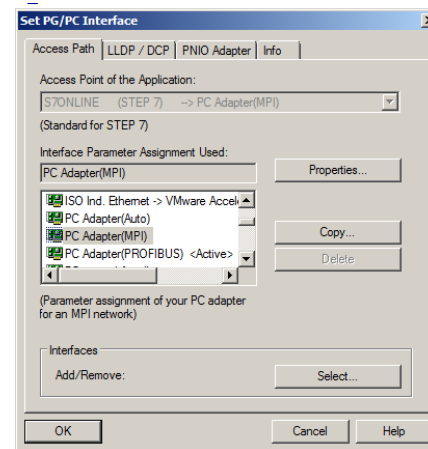 Set PG/PC Interface
Access Path LLDP / DCP PNIO Adapter Info
Access Point of the Application:
S7ONLINE (STEP 7) --> PC Adapter(MPI)
(Standard for STEP 7)
Interface Parameter Assignment Used:
PC Adapter(MPI)
Properties...
ISO Ind. Ethernet -> VMware Accele
PC Adapter(Auto)
PC Adapter(MPI)
Copy...
PC Adapter(PROFIBUS) <Active>
Delete
(Parameter assignment of your PC adapter
for an MPI network)
Interfaces
Add/Remove:
Select...
OK
Cancel
Help